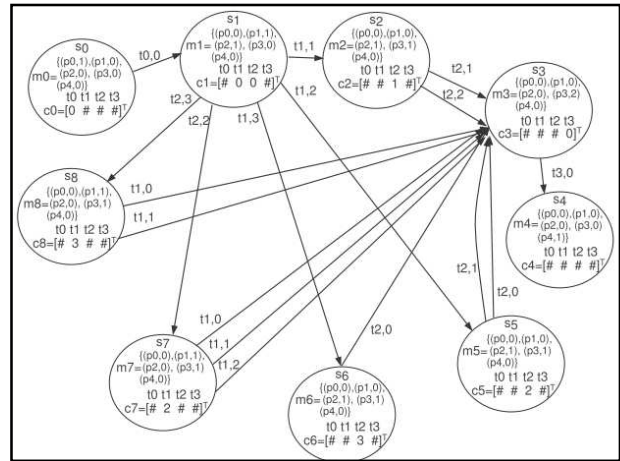 s0
{(p0,1),(p1,0),
m0=(p2,0), (p3,0)
(p4,0)}
t0 t1 t2 t3
c0=[0 # # #]T
t0,0
s1
{(p0,0),(p1,1),
m1=(p2,1), (p3,0)
(p4,0)}
t0 t1 t2 t3
c1=[# 0 0 #]T
t1,1
s2
{(p0,0),(p1,0),
m2=(p2,1), (p3,1)
(p4,0)}
t0 t1 t2 t3
c2=[# # 1 #]T
t2,1
t2,2
s3
{(p0,0),(p1,0),
m3=(p2,0), (p3,2)
(p4,0)}
t0 t1 t2 t3
c3=[# # # 0]T
t2,3
t2,2
t1,3
t1,2
t3,0
s8
{(p0,0),(p1,1),
m8=(p2,0), (p3,1)
(p4,0)}
t0 t1 t2 t3
c8=[# 3 # #]T
t1,0
t1,1
s4
{(p0,0),(p1,0),
m4=(p2,0), (p3,0)
(p4,1)}
t0 t1 t2 t3
c4=[# # # #]T
t2,1
t2,0
s7
{(p0,0),(p1,1),
m7=(p2,0), (p3,1)
(p4,0)}
t0 t1 t2 t3
c7=[# 2 # #]T
t1,0
t1,1
t1,2
t2,0
s6
{(p0,0),(p1,0),
m6=(p2,1), (p3,1)
(p4,0)}
t0 t1 t2 t3
c6=[# # 3 #]T
s5
{(p0,0),(p1,0),
m5=(p2,1), (p3,1)
(p4,0)}
t0 t1 t2 t3
c5=[# # 2 #]T